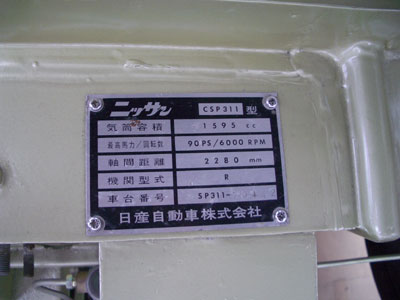 ニッサン CSP311 型
気筒容積 1595 cc
最高馬力/回転数 90PS/6000 RPM
軸間距離 2280 mm
機関型式 R
車台番号 SP311-
日産自動車株式会社